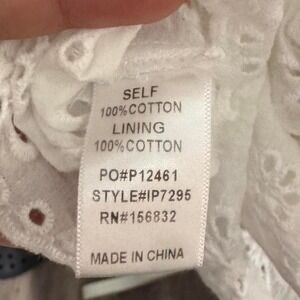 SELF
100%COTTON
LINING
100%COTTON
PO#P12461
STYLE#IP7295
RN#156832
MADE IN CHINA